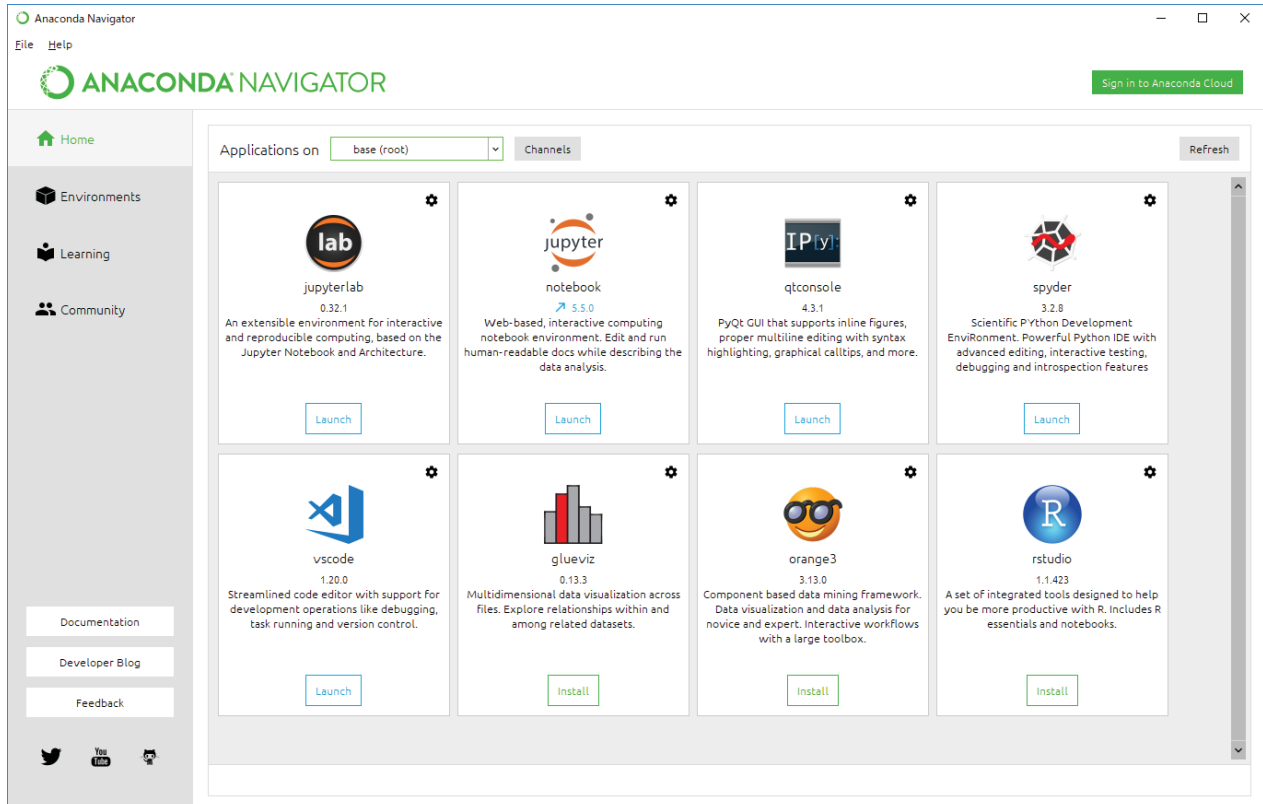 Anaconda Navigator
File Help
ANACONDA NAVIGATOR
Sign in to Anaconda Cloud
Home
Environments
Learning
Community
Documentation
Developer Blog
Feedback
You
Tube
Applications on base (root) Channels Refresh
lab
jupyterlab
0.32.1
An extensible environment for interactive
and reproducible computing, based on the
Jupyter Notebook and Architecture.
Launch
jupyter
notebook
5.5.0
Web-based, interactive computing
notebook environment. Edit and run
human-readable docs while describing the
data analysis.
Launch
IP[y]:
qtconsole
4.3.1
PyQt GUI that supports inline figures,
proper multiline editing with syntax
highlighting, graphical calltips, and more.
Launch
spyder
3.2.8
Scientific PYthon Development
EnviRonment. Powerful Python IDE with
advanced editing, interactive testing,
debugging and introspection features
Launch
vscode
1.20.0
Streamlined code editor with support for
development operations like debugging,
task running and version control.
Launch
glueviz
0.13.3
Multidimensional data visualization across
files. Explore relationships within and
among related datasets.
Install
orange3
3.13.0
Component based data mining framework.
Data visualization and data analysis for
novice and expert. Interactive workflows
with a large toolbox.
Install
R
rstudio
1.1.423
A set of integrated tools designed to help
you be more productive with R. Includes R
essentials and notebooks.
Install